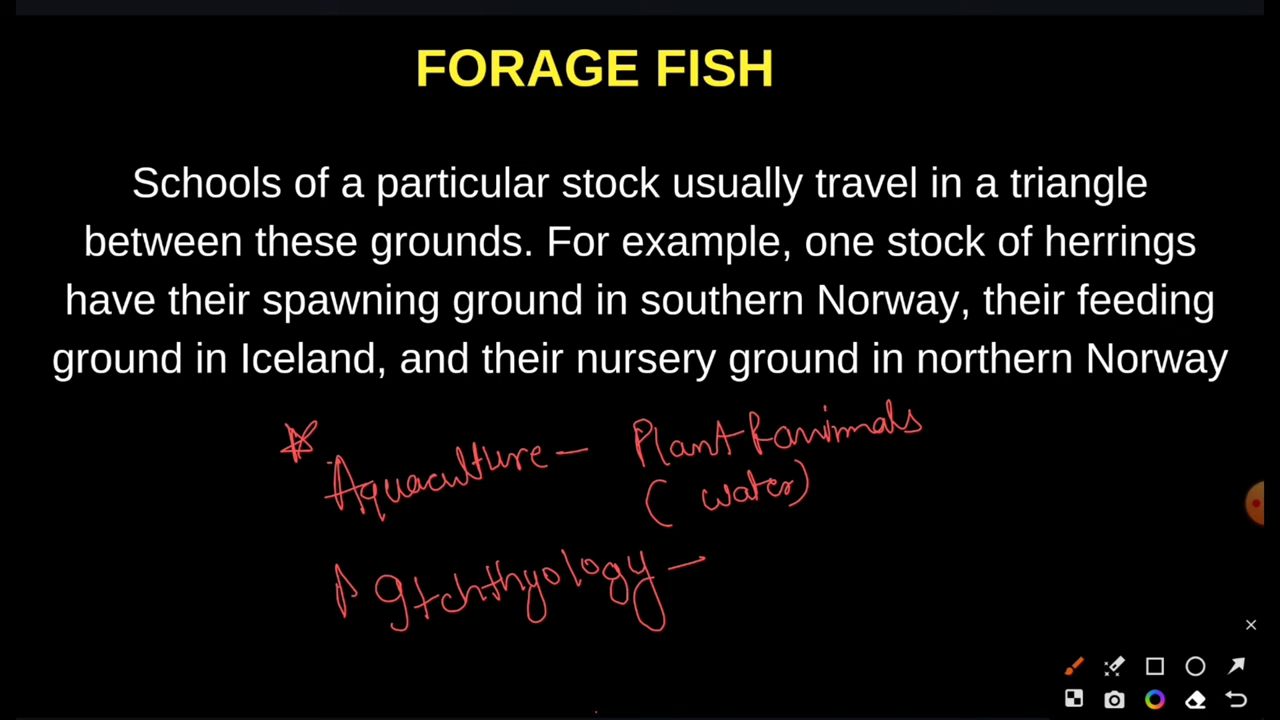 FORAGE FISH
Schools of a particular stock usually travel in a triangle
between these grounds. For example, one stock of herrings
have their spawning ground in southern Norway, their feeding
ground in Iceland, and their nursery ground in northern Norway
Aquaculture – Plant & animals
(water)
Itchthyology –